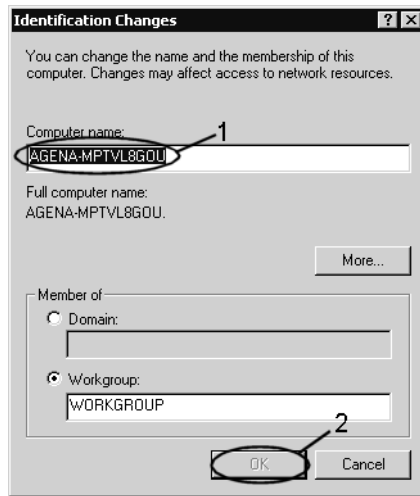 Identification Changes
You can change the name and the membership of this
computer. Changes may affect access to network resources.
Computer name:
1
AGENA-MPTVL8GOU
Full computer name:
AGENA-MPTVL8GOU.
More...
Member of
Domain:
Workgroup:
WORKGROUP
2
OK
Cancel